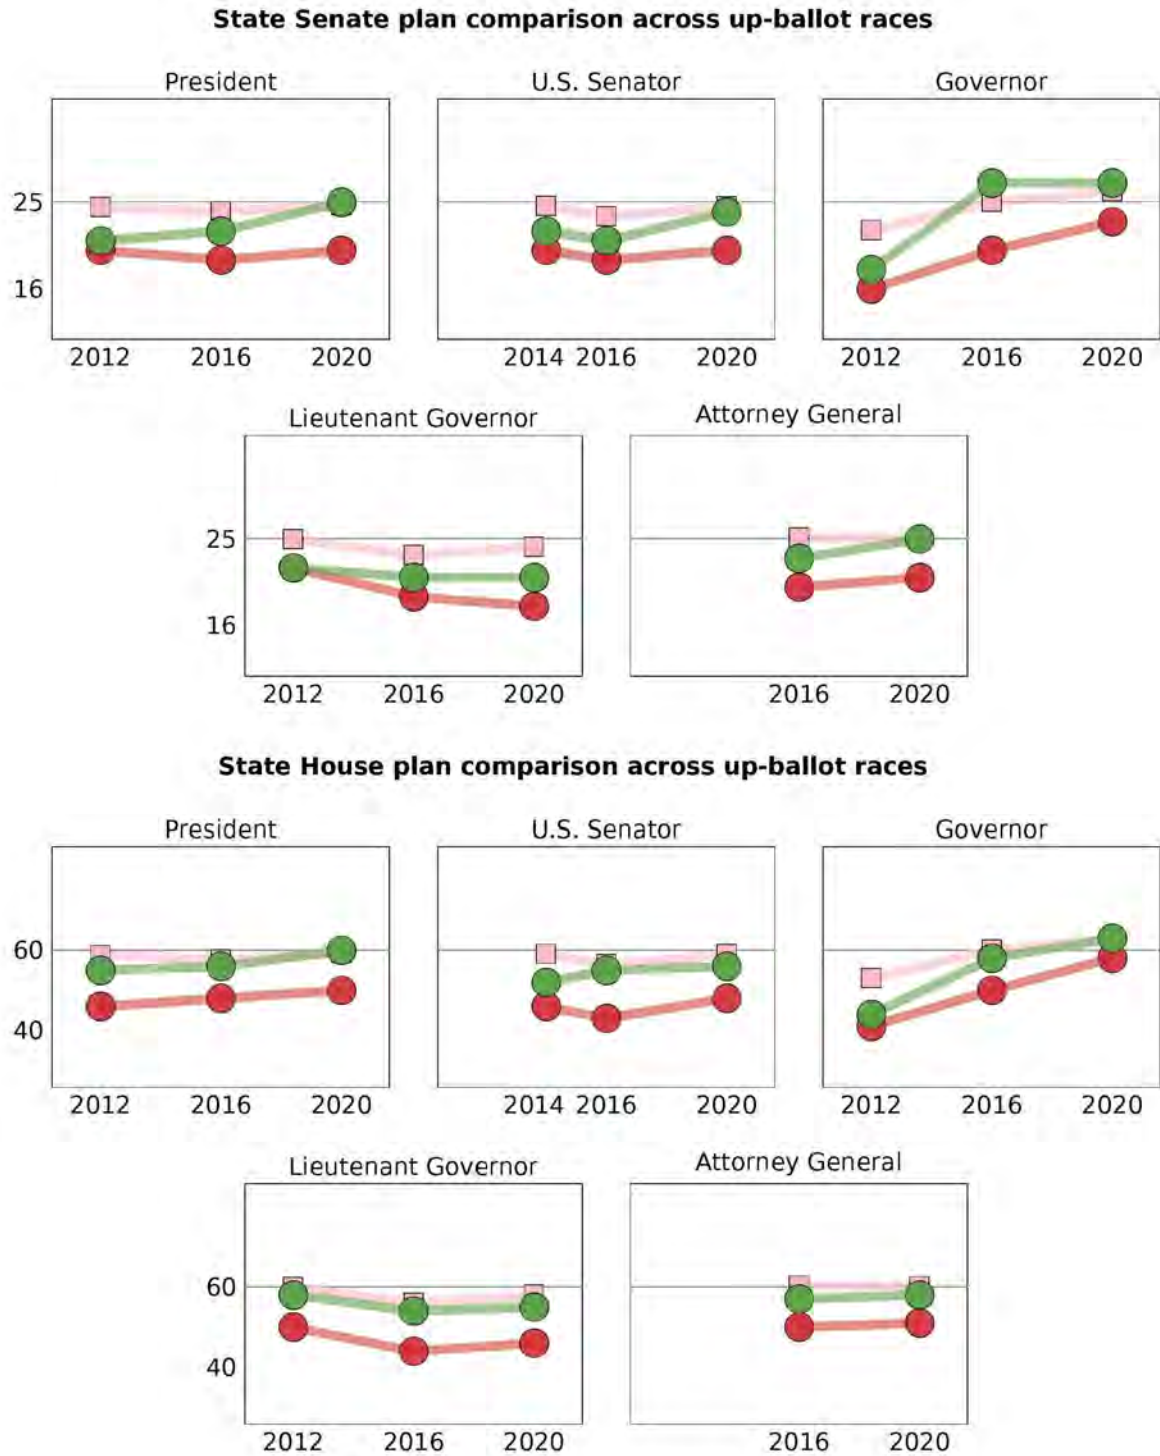 State Senate plan comparison across up-ballot races
President
U.S. Senator
Governor
25
16
2012 2016 2020
2014 2016 2020
2012 2016 2020
Lieutenant Governor
Attorney General
25
16
2012 2016 2020
2016 2020
State House plan comparison across up-ballot races
President
U.S. Senator
Governor
60
40
2012 2016 2020
2014 2016 2020
2012 2016 2020
Lieutenant Governor
Attorney General
60
40
2012 2016 2020
2016 2020